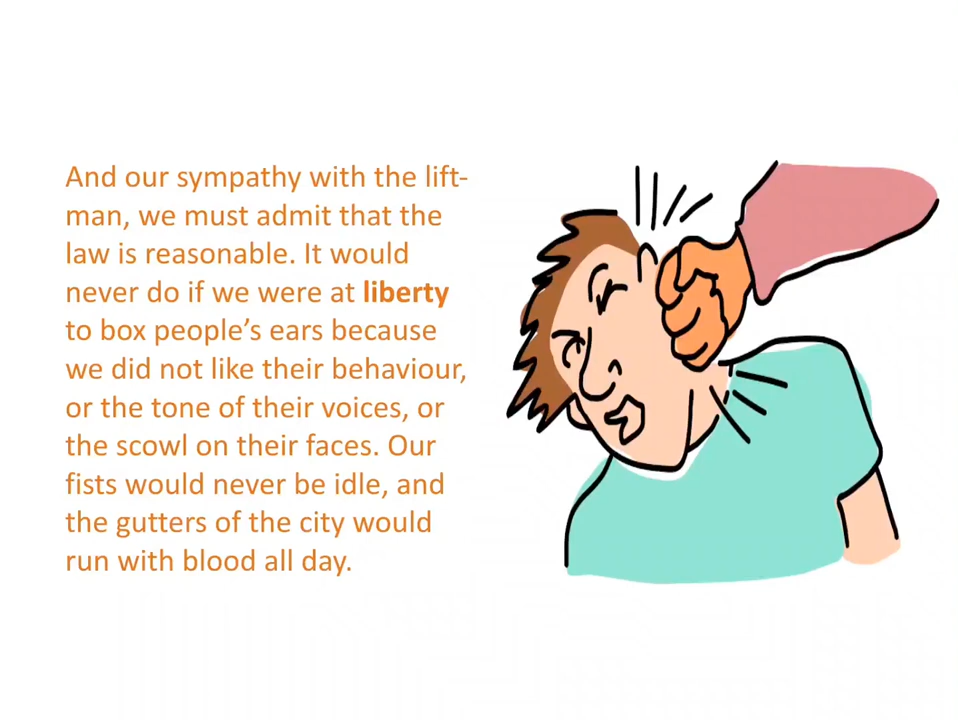 And our sympathy with the lift-
man, we must admit that the
law is reasonable. It would
never do if we were at liberty
to box people’s ears because
we did not like their behaviour,
or the tone of their voices, or
the scowl on their faces. Our
fists would never be idle, and
the gutters of the city would
run with blood all day.